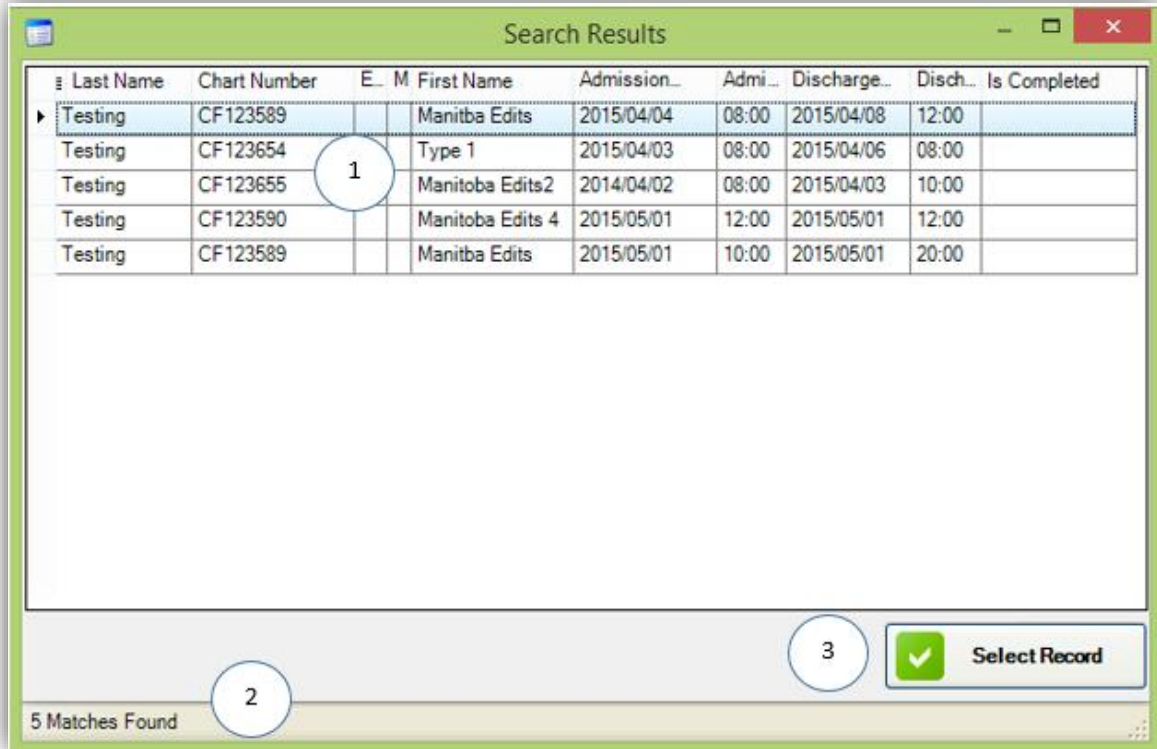 Search Results
Last Name Chart Number E... M First Name Admission... Admi... Discharge... Disch... Is Completed
Testing CF123589 Manitba Edits 2015/04/04 08:00 2015/04/08 12:00
Testing CF123654 Type 1 2015/04/03 08:00 2015/04/06 08:00
1
Testing CF123655 Manitoba Edits2 2014/04/02 08:00 2015/04/03 10:00
Testing CF123590 Manitoba Edits 4 2015/05/01 12:00 2015/05/01 12:00
Testing CF123589 Manitba Edits 2015/05/01 10:00 2015/05/01 20:00
3 Select Record
2
5 Matches Found